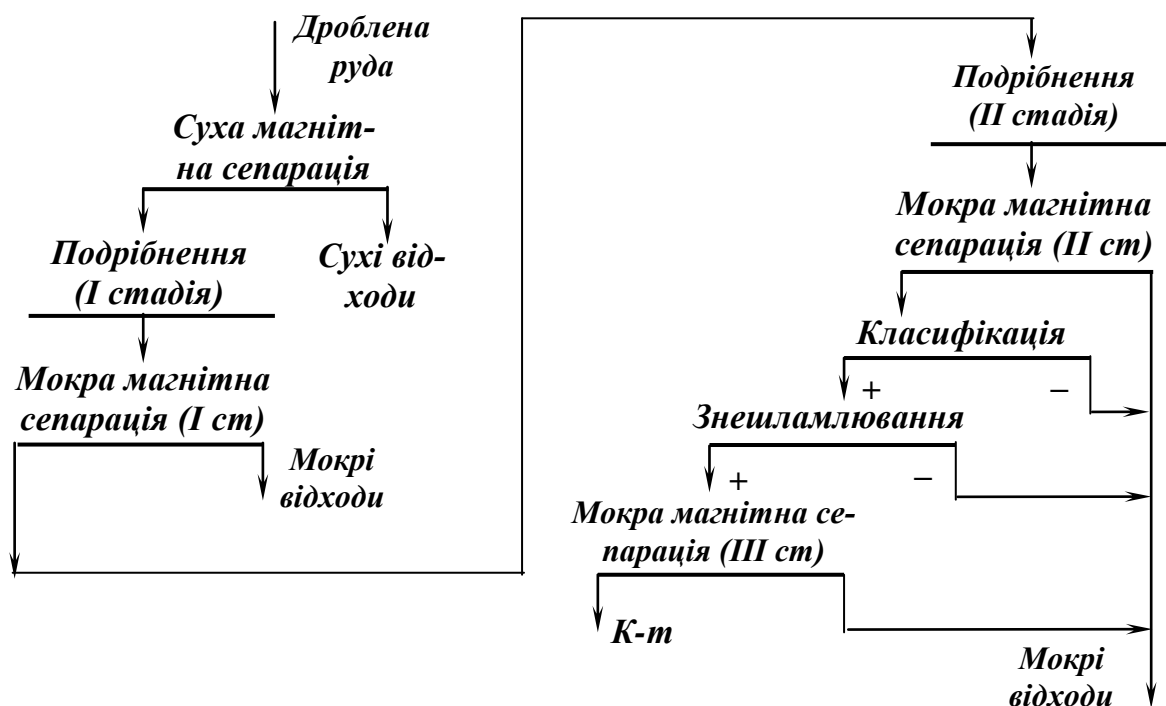 Дроблена
руда
Суха магніт-
на сепарація
Подрібнення
(I стадія)
Сухі від-
ходи
Мокра магнітна
сепарація (I ст)
Мокрі
відходи
Подрібнення
(II стадія)
Мокра магнітна
сепарація (II ст)
Класифікація
+ –
Знешламлювання
+ –
Мокра магнітна се-
парація (III ст)
К-т
Мокрі
відходи